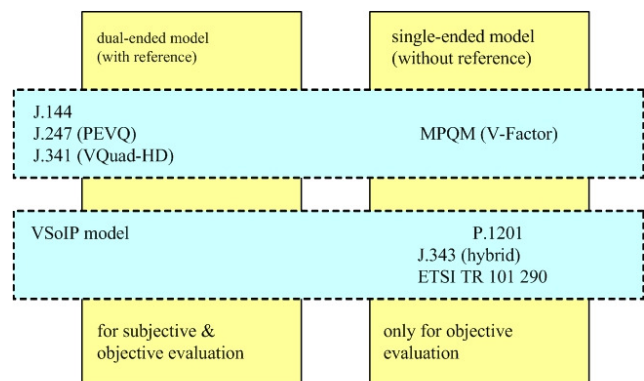 dual-ended model
(with reference)
single-ended model
(without reference)
J.144
J.247 (PEVQ)
J.341 (VQuad-HD)
MPQM (V-Factor)
VSoIP model
P.1201
J.343 (hybrid)
ETSI TR 101 290
for subjective &
objective evaluation
only for objective
evaluation